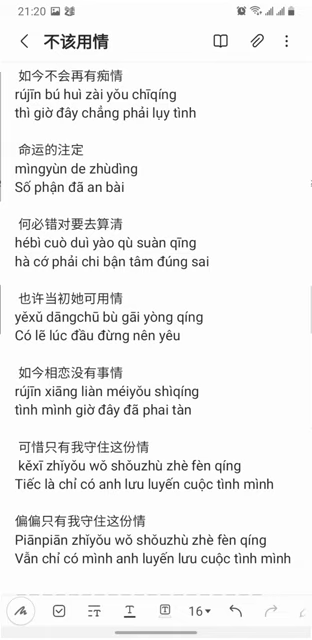 21:20
不该用情
如今不会再有痴情
rújīn bú huì zài yǒu chīqíng
thì giờ đây chẳng phải lụy tình
命运的注定
mìngyùn de zhùdìng
Số phận đã an bài
何必错对要去算清
hébì cuò duì yào qù suàn qīng
hà cớ phải chi bận tâm đúng sai
也许当初她可用情
yěxǔ dāngchū bù gāi yòng qíng
Có lẽ lúc đầu đừng nên yêu
如今相恋没有事情
rújīn xiāng liàn méiyǒu shìqíng
tình mình giờ đây đã phai tàn
可惜只有我守住这份情
kěxī zhǐyǒu wǒ shǒuzhù zhè fèn qíng
Tiếc là chỉ có anh lưu luyến cuộc tình mình
偏偏只有我守住这份情
Piānpiān zhǐyǒu wǒ shǒuzhù zhè fèn qíng
Vẫn chỉ có mình anh luyến lưu cuộc tình mình
16